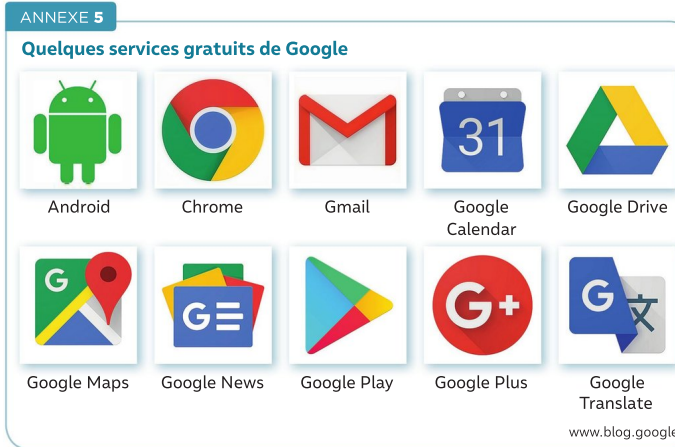 ANNEXE 5
Quelques services gratuits de Google
31
Android
Chrome
Gmail
Google
Calendar
Google Drive
G
G
G+
G
文
Google Maps
Google News
Google Play
Google Plus
Google
Translate
www.blog.google